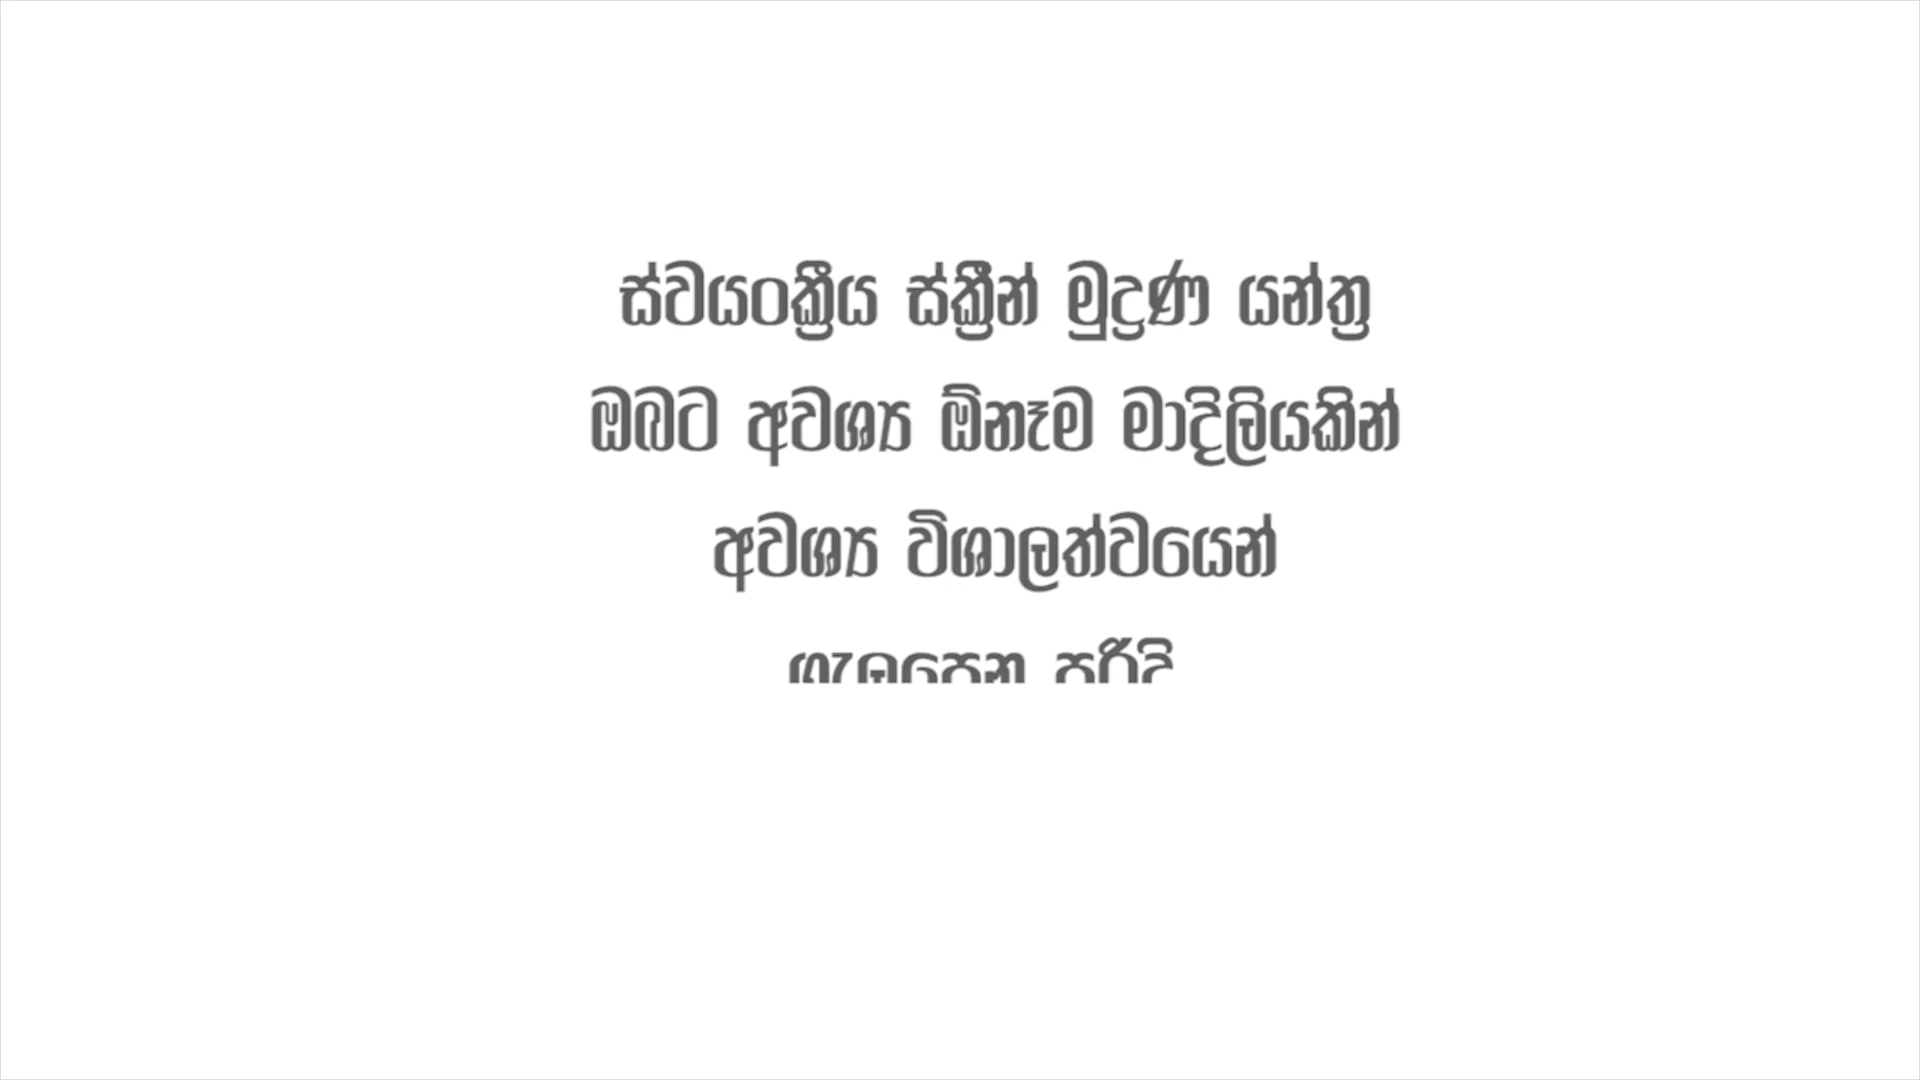 ස්වයංක්‍රීය ස්ක්‍රීන් මුද්‍රණ යන්ත්‍ර
ඔබට අවශ්‍ය ඕනෑම මාදිලියකින්
අවශ්‍ය විශාලත්වයෙන්